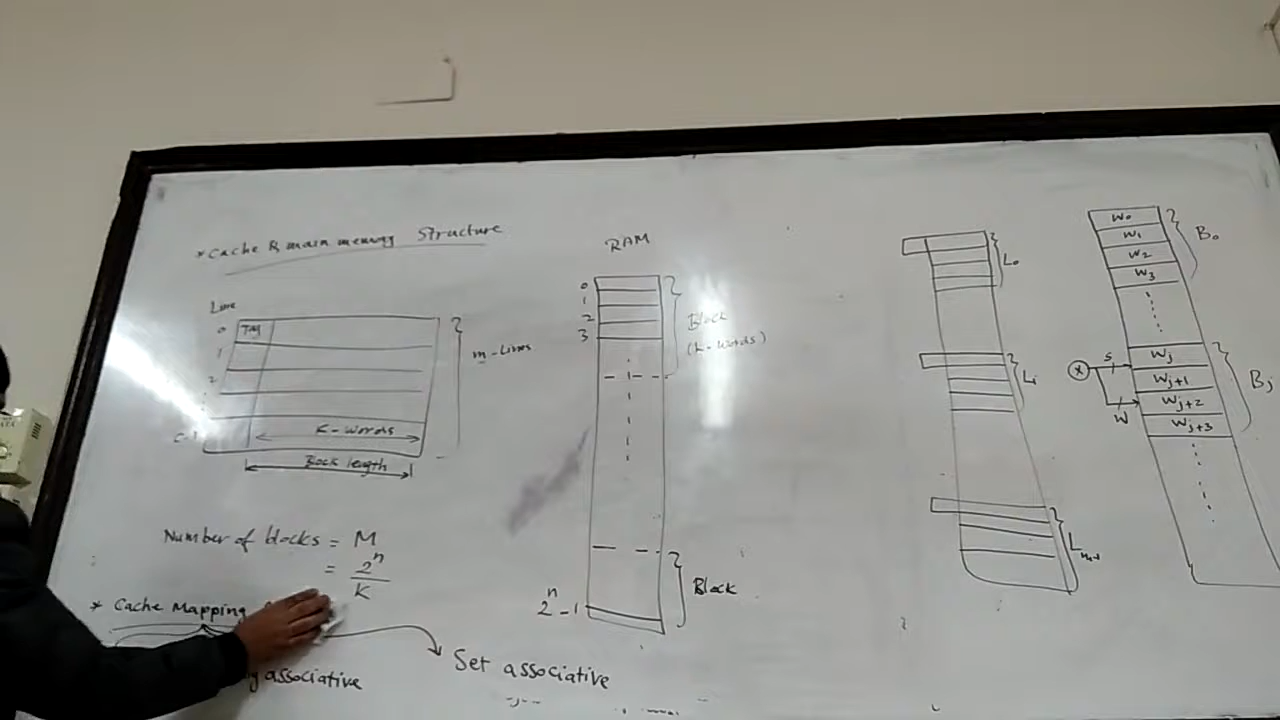 * Cache & main memory Structure
Line
0
Tag
1
2
C-1
m-Lines
K-words
Block length
Number of blocks = M
= 2^n
K
* Cache Mapping
associative
Set associative
RAM
0
1
2
3
Block
(k-words)
Block
2^n-1
L0
Li
W0
W1
W2
W3
B0
X
S
W
Wj
Wj+1
Wj+2
Wj+3
Bj